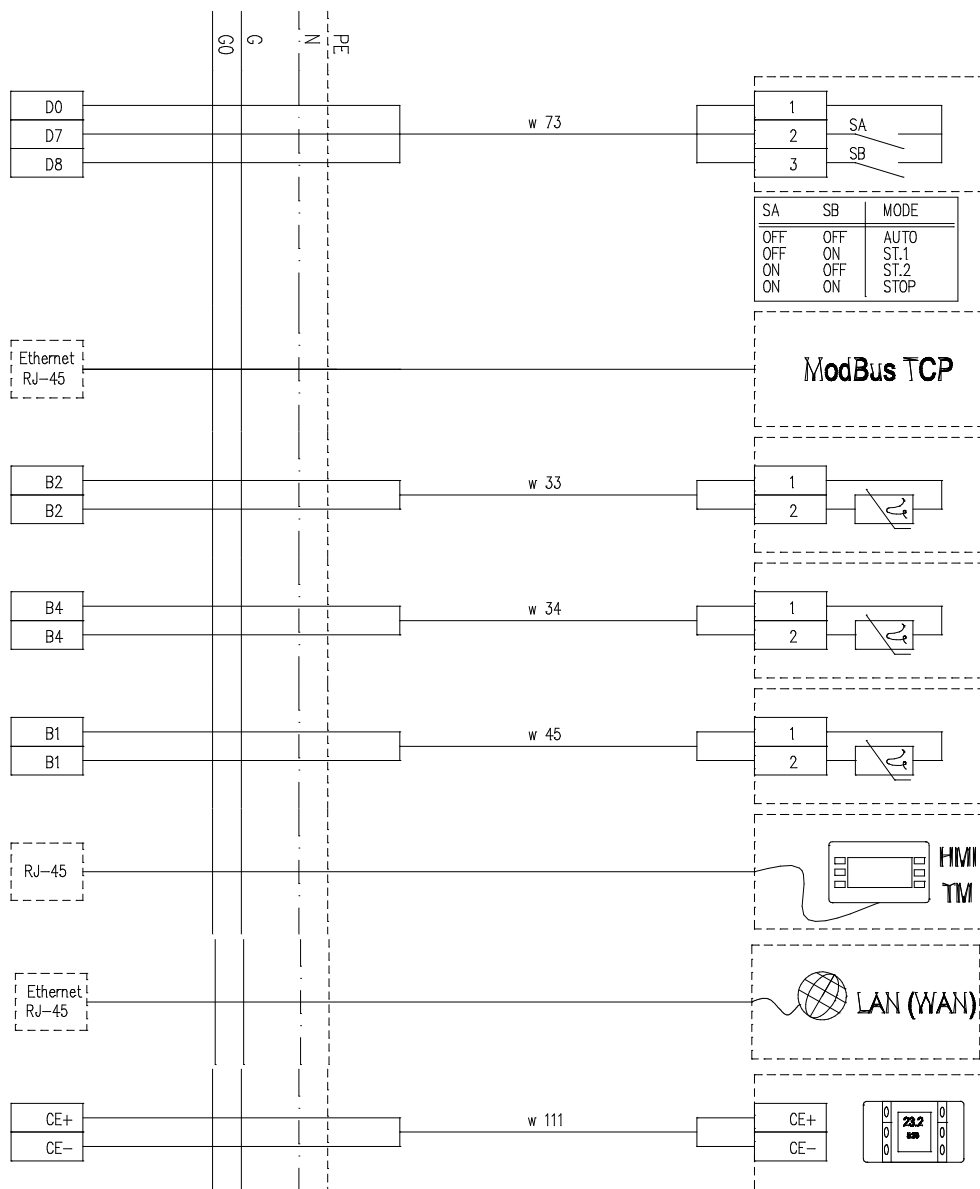 G0 G N PE
D0
D7
D8
w 73
1
2
3
SA
SB
SA SB MODE
OFF OFF AUTO
OFF ON ST.1
ON OFF ST.2
ON ON STOP
Ethernet
RJ-45
ModBus TCP
B2
B2
w 33
1
2
B4
B4
w 34
1
2
B1
B1
w 45
1
2
RJ-45
HMI
TM
Ethernet
RJ-45
LAN (WAN)
CE+
CE-
w 111
CE+
CE-
23.2